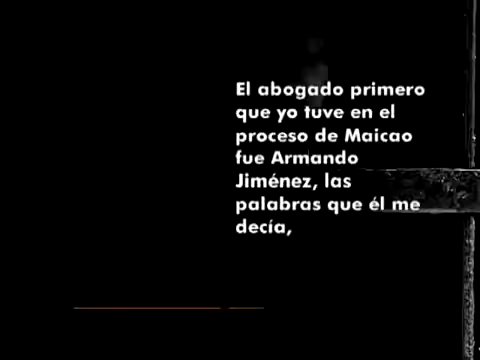 El abogado primero
que yo tuve en el
proceso de Maicao
fue Armando
Jiménez, las
palabras que él me
decía,